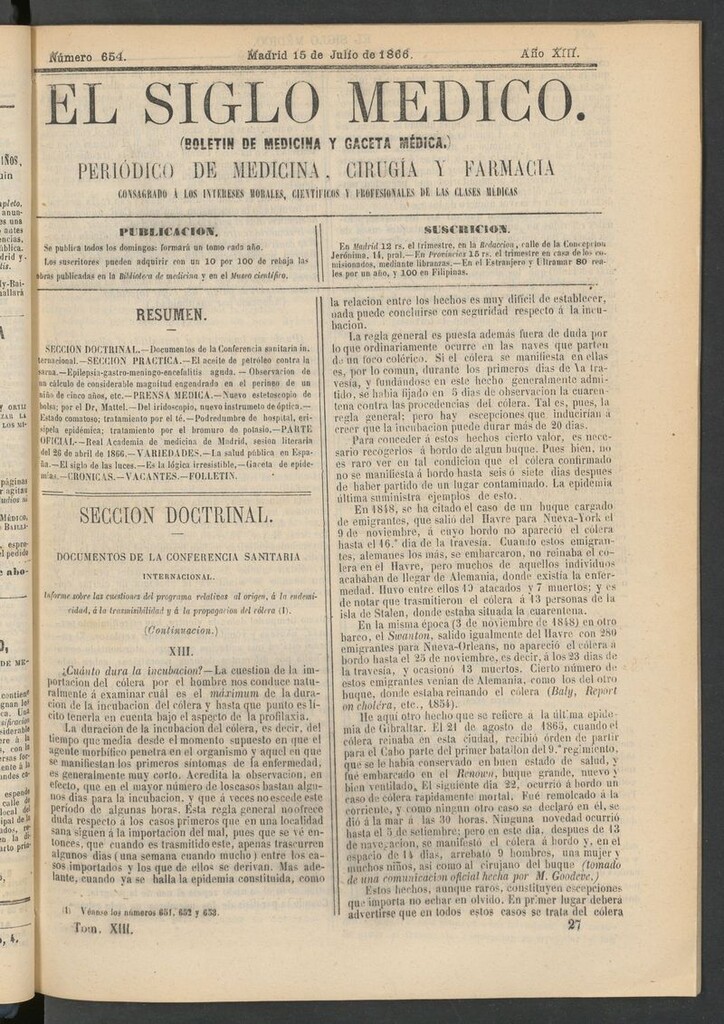 Número 654.
Madrid 15 de Julio de 1866.
Año XIII.
EL SIGLO MEDICO.
(BOLETIN DE MEDICINA Y GACETA MÉDICA.)
PERIÓDICO DE MEDICINA, CIRUGÍA Y FARMACIA
CONSAGRADO Á LOS INTERESES MORALES, CIENTÍFICOS Y PROFESIONALES DE LAS CLASES MÉDICAS
PUBLICACION.
Se publica todos los domingos: formará un tomo cada año.
Los suscritores pueden adquirir con un 10 por 100 de rebaja las
obras publicadas en la Biblioteca de medicina y en el Museo científico.
SUSCRICION.
En Madrid 12 rs. el trimestre, en la Redaccion, calle de la Concepcion
Jerónima, 14, pral.—En Provincias 15 rs. el trimestre en casa de los co-
misionados, mediante libranzas.—En el Estranjero y Ultramar 80 rea-
les por un año, y 100 en Filipinas.
RESUMEN.
SECCION DOCTRINAL.—Documentos de la Conferencia sanitaria in-
ternacional.—SECCION PRACTICA.—El aceite de petróleo contra la
sarna.—Epilepsia-gastro-meningo-encefalitis aguda.—Observacion de
un cálculo de considerable magnitud engendrado en el perineo de un
niño de cinco años, etc.—PRENSA MEDICA.—Nuevo estetoscopio de
bolsa; por el Dr. Mattel.—Del iridoscopio, nuevo instrumento de óptica.—
Estado comatoso; tratamiento por el té.—Podredumbre de hospital, eri-
sipela epidémica; tratamiento por el bromuro de potasio.—PARTE
OFICIAL.—Real Academia de medicina de Madrid, sesion literaria
del 26 de abril de 1866.—VARIEDADES.—La salud pública en Espa-
ña.—El siglo de las luces.—Es la lógica irresistible,—Gaceta de epide-
mias.—CRONICAS.—VACANTES.—FOLLETIN.
SECCION DOCTRINAL.
DOCUMENTOS DE LA CONFERENCIA SANITARIA
INTERNACIONAL.
Informe sobre las cuestiones del programa relativas al origen, á la endemi-
cidad, á la trasmisibilidad y á la propagacion del cólera (1).
(Continuacion.)
XIII.
¿Cuánto dura la incubacion?—La cuestion de la im-
portacion del cólera por el hombre nos conduce natu-
ralmente á examinar cuál es el máximum de la dura-
cion de la incubacion del cólera y hasta qué punto es lí-
cito tenerla en cuenta bajo el aspecto de la profilaxia.
La duracion de la incubacion del cólera, es decir, del
tiempo que media desde el momento supuesto en que el
agente morbífico penetra en el organismo y aquel en que
se manifiestan los primeros síntomas de la enfermedad,
es generalmente muy corto. Acredita la observacion, en
efecto, que en el mayor número de los casos bastan algu-
nos dias para la incubacion, y que á veces no escede este
período de algunas horas. Esta regla general no ofrece
duda respecto á los casos primeros que en una localidad
sana siguen á la importacion del mal, pues que se vé en-
tonces, que cuando es trasmitido este, apenas trascurren
algunos dias (una semana cuando mucho) entre los ca-
sos importados y los que de ellos se derivan. Mas ade-
lante, cuando ya se halla la epidemia constituida, como
(1) Véanse los números 651, 652 y 653.
Tom. XIII.
la relacion entre los hechos es muy difícil de establecer,
nada puede concluirse con seguridad respecto á la incu-
bacion.
La regla general es puesta además fuera de duda por
lo que ordinariamente ocurre en las naves que parten
de un foco colérico. Si el cólera se manifiesta en ellas
es, por lo comun, durante los primeros dias de la tra-
vesía, y fundándose en este hecho generalmente admi-
tido, se habia fijado en 5 dias de observacion la cuaren-
tena contra las procedencias del cólera. Tal es, pues, la
regla general; pero hay escepciones que inducirian á
creer que la incubacion puede durar mas de 20 dias.
Para conceder á estos hechos cierto valor, es nece-
sario recogerlos á bordo de algun buque. Pues bien, no
es raro ver en tal condicion que el cólera confirmado
no se manifiesta á bordo hasta seis ó siete dias despues
de haber partido de un lugar contaminado. La epidemia
última suministra ejemplos de esto.
En 1848, se ha citado el caso de un buque cargado
de emigrantes, que salió del Havre para Nueva-York el
9 de noviembre, á cuyo bordo no apareció el cólera
hasta el 16.° dia de la travesía. Cuando estos emigran-
tes, alemanes los más, se embarcaron, no reinaba el có-
lera en el Havre, pero muchos de aquellos individuos
acababan de llegar de Alemania, donde existía la enfer-
medad. Huvo entre ellos 19 atacados y 7 muertos; y es
de notar que trasmitieron el cólera á 13 personas de la
isla de Stalen, donde estaba situada la cuarentena.
En la misma época (3 de noviembre de 1848) en otro
barco, el Swanton, salido igualmente del Havre con 280
emigrantes para Nueva-Orleans, no apareció el cólera á
bordo hasta el 25 de noviembre, es decir, á los 23 dias de
la travesía, y ocasionó 13 muertos. Cierto número de
estos emigrantes venian de Alemania, como los del otro
buque, donde estaba reinando el cólera (Baly, Report
on choléra, etc., 1854).
Hé aquí otro hecho que se refiere á la última epide-
mia de Gibraltar. El 21 de agosto de 1865, cuando el
cólera reinaba en esta ciudad, recibió órden de partir
para el Cabo parte del primer batallon del 9.° regimiento,
que se le habia conservado en buen estado de salud, y
fué embarcado en el Renown, buque grande, nuevo y
bien ventilado. El siguiente dia 22, ocurrió á bordo un
caso de cólera rápidamente mortal. Fué remolcado á la
corriente, y como ningun otro caso se declaró en él, se
dió á la mar á las 30 horas. Ninguna novedad ocurrió
hasta el 5 de setiembre; pero en este dia, despues de 13
de navegacion, se manifestó el cólera á bordo y, en el
espacio de 14 dias, arrebató 9 hombres, una mujer y
muchos niños, así como al cirujano del buque (tomado
de una comunicacion oficial hecha por M. Goodeve.)
Estos hechos, aunque raros, constituyen escepciones
que importa no echar en olvido. En primer lugar deberá
advertirse que en todos estos casos se trata del cólera
27